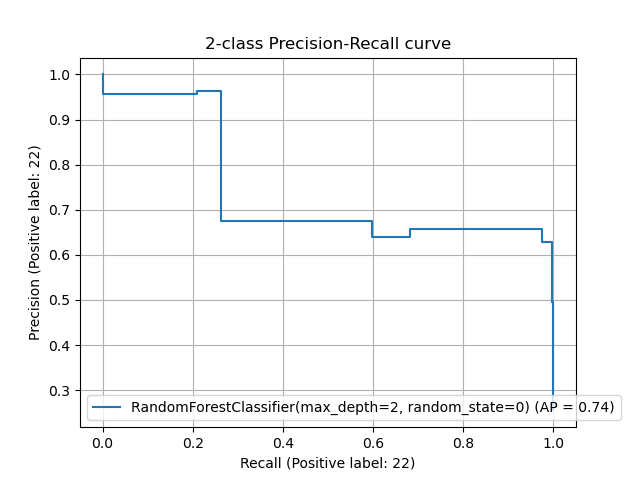 2-class Precision-Recall curve
Precision (Positive label: 22)
1.0
0.9
0.8
0.7
0.6
0.5
0.4
0.3
RandomForestClassifier(max_depth=2, random_state=0) (AP = 0.74)
0.0 0.2 0.4 0.6 0.8 1.0
Recall (Positive label: 22)